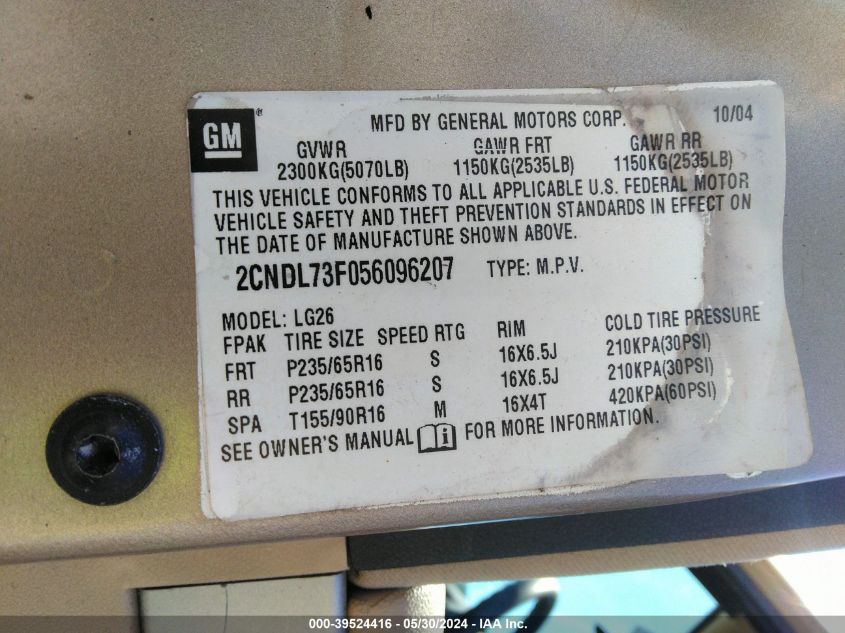 GM®
MFD BY GENERAL MOTORS CORP. 10/04
GVWR GAWR FRT GAWR RR
2300KG(5070LB) 1150KG(2535LB) 1150KG(2535LB)
THIS VEHICLE CONFORMS TO ALL APPLICABLE U.S. FEDERAL MOTOR
VEHICLE SAFETY AND THEFT PREVENTION STANDARDS IN EFFECT ON
THE DATE OF MANUFACTURE SHOWN ABOVE.
2CNDL73F056096207 TYPE: M.P.V.
MODEL: LG26
FPAK TIRE SIZE SPEED RTG RIM COLD TIRE PRESSURE
FRT P235/65R16 S 16X6.5J 210KPA(30PSI)
RR P235/65R16 S 16X6.5J 210KPA(30PSI)
SPA T155/90R16 M 16X4T 420KPA(60PSI)
SEE OWNER'S MANUAL i FOR MORE INFORMATION.
000-39524416 - 05/30/2024 - IAA Inc.